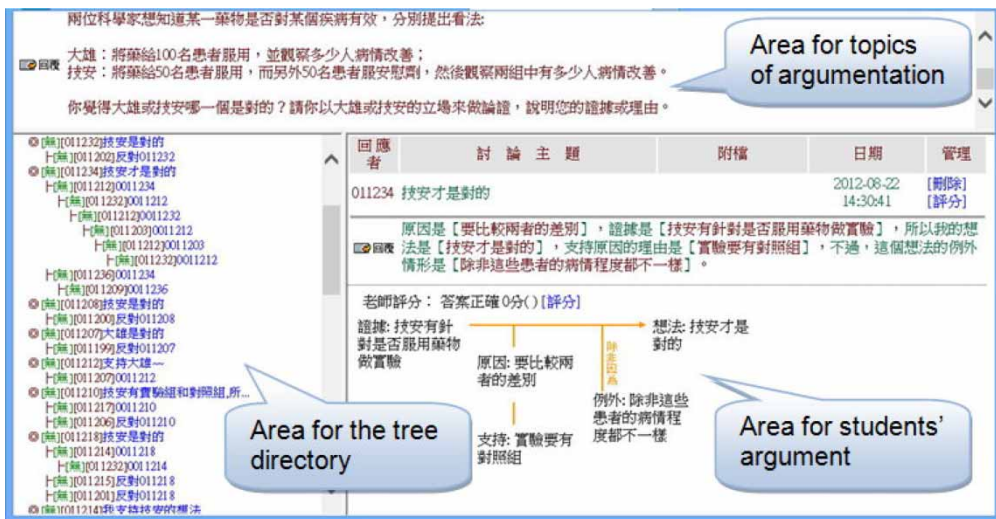 兩位科學家想知道某一藥物是否對某個疾病有效，分別提出看法:
大雄：將藥給100名患者服用，並觀察多少人病情改善；
回覆
技安：將藥給50名患者服用，而另外50名患者服安慰劑，然後觀察兩組中有多少人病情改善。
你覺得大雄或技安哪一個是對的？請你以大雄或技安的立場來做論證，說明您的證據或理由。
Area for topics
of argumentation
[無][011232]技安是對的
├[無][011202]反對011232
[無][011234]技安才是對的
├[無][011212]0011234
├[無][011232]0011212
├[無][011212]0011232
├[無][011203]0011212
├[無][011212]0011203
├[無][011232]0011212
├[無][011236]0011234
├[無][011209]0011236
[無][011208]技安是對的
├[無][011200]反對011208
[無][011207]大雄是對的
├[無][011199]反對011207
[無][011212]支持大雄~
├[無][011207]0011212
[無][011210]技安有實驗組和對照組,所...
├[無][011217]0011210
├[無][011206]反對011210
[無][011218]技安是對的
├[無][011214]0011218
├[無][011232]0011214
├[無][011215]反對011218
├[無][011201]反對011218
[無][011214]我支持技安的想法
Area for the tree
directory
回應者 討 論 主 題 附檔 日期 管理
011234 技安才是對的 2012-08-22 14:30:41 [刪除] [評分]
原因是【要比較兩者的差別】，證據是【技安有針對是否服用藥物做實驗】，所以我的想
回覆 法是【技安才是對的】，支持原因的理由是【實驗要有對照組】，不過，這個想法的例外
情形是【除非這些患者的病情程度都不一樣】。
老師評分： 答案正確 0分()[評分]
證據: 技安有針
對是否服用藥物
做實驗
想法: 技安才是
對的
原因: 要比較兩
者的差別
除非因為
例外: 除非這些
患者的病情程
度都不一樣
支持: 實驗要有
對照組
Area for students'
argument